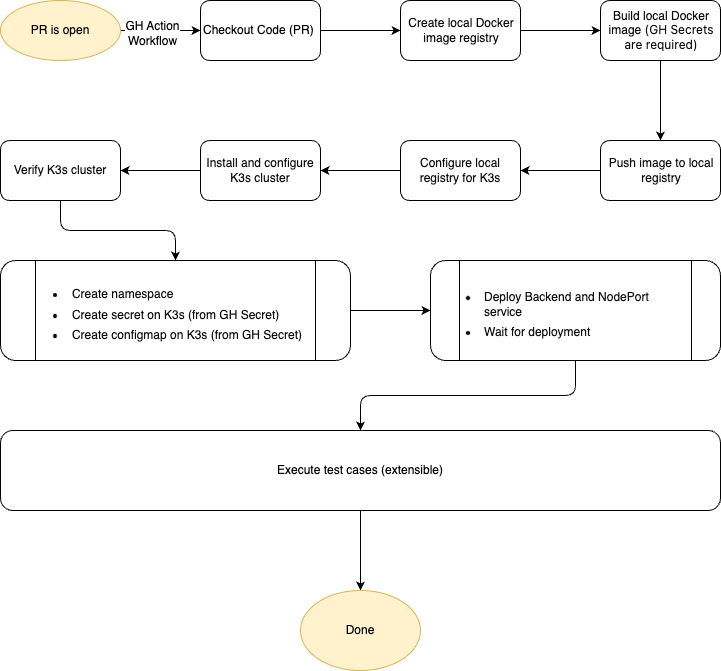 PR is open
GH Action
Workflow
Checkout Code (PR)
Create local Docker
image registry
Build local Docker
image (GH Secrets
are required)
Push image to local
registry
Configure local
registry for K3s
Install and configure
K3s cluster
Verify K3s cluster
• Create namespace
• Create secret on K3s (from GH Secret)
• Create configmap on K3s (from GH Secret)
• Deploy Backend and NodePort
service
• Wait for deployment
Execute test cases (extensible)
Done